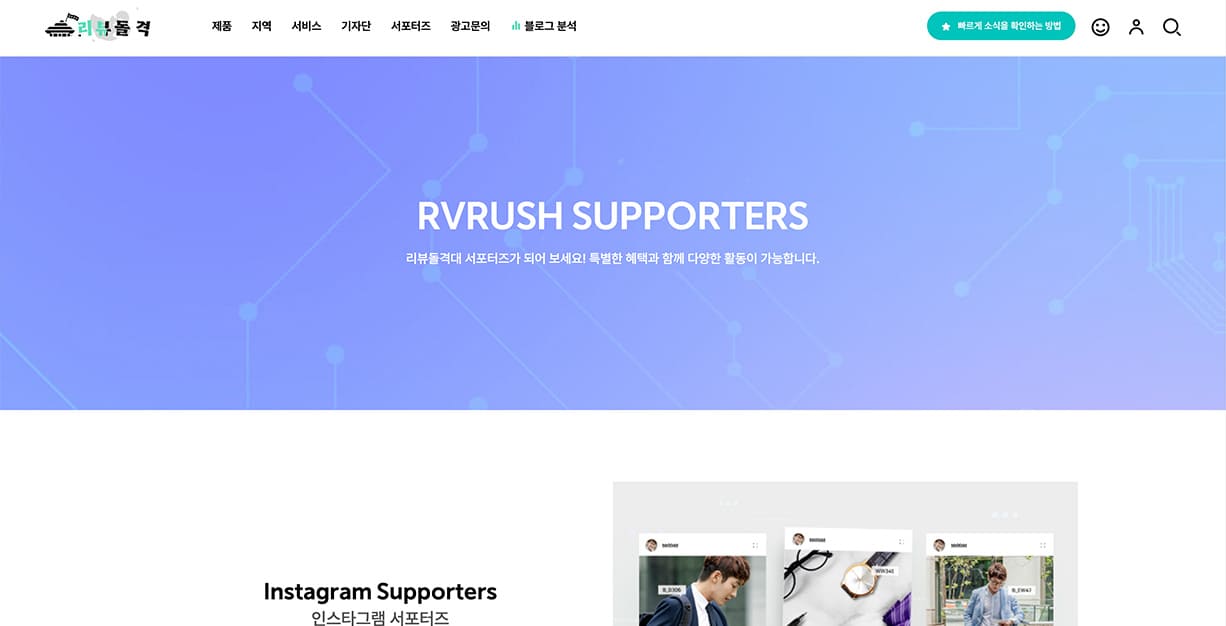 리뷰돌격
제품 지역 서비스 기자단 서포터즈 광고문의 블로그 분석
빠르게 소식을 확인하는 방법
RVRUSH SUPPORTERS
리뷰돌격대 서포터즈가 되어 보세요! 특별한 혜택과 함께 다양한 활동이 가능합니다.
Instagram Supporters
인스타그램 서포터즈
B_D306
WW345
B_EW47